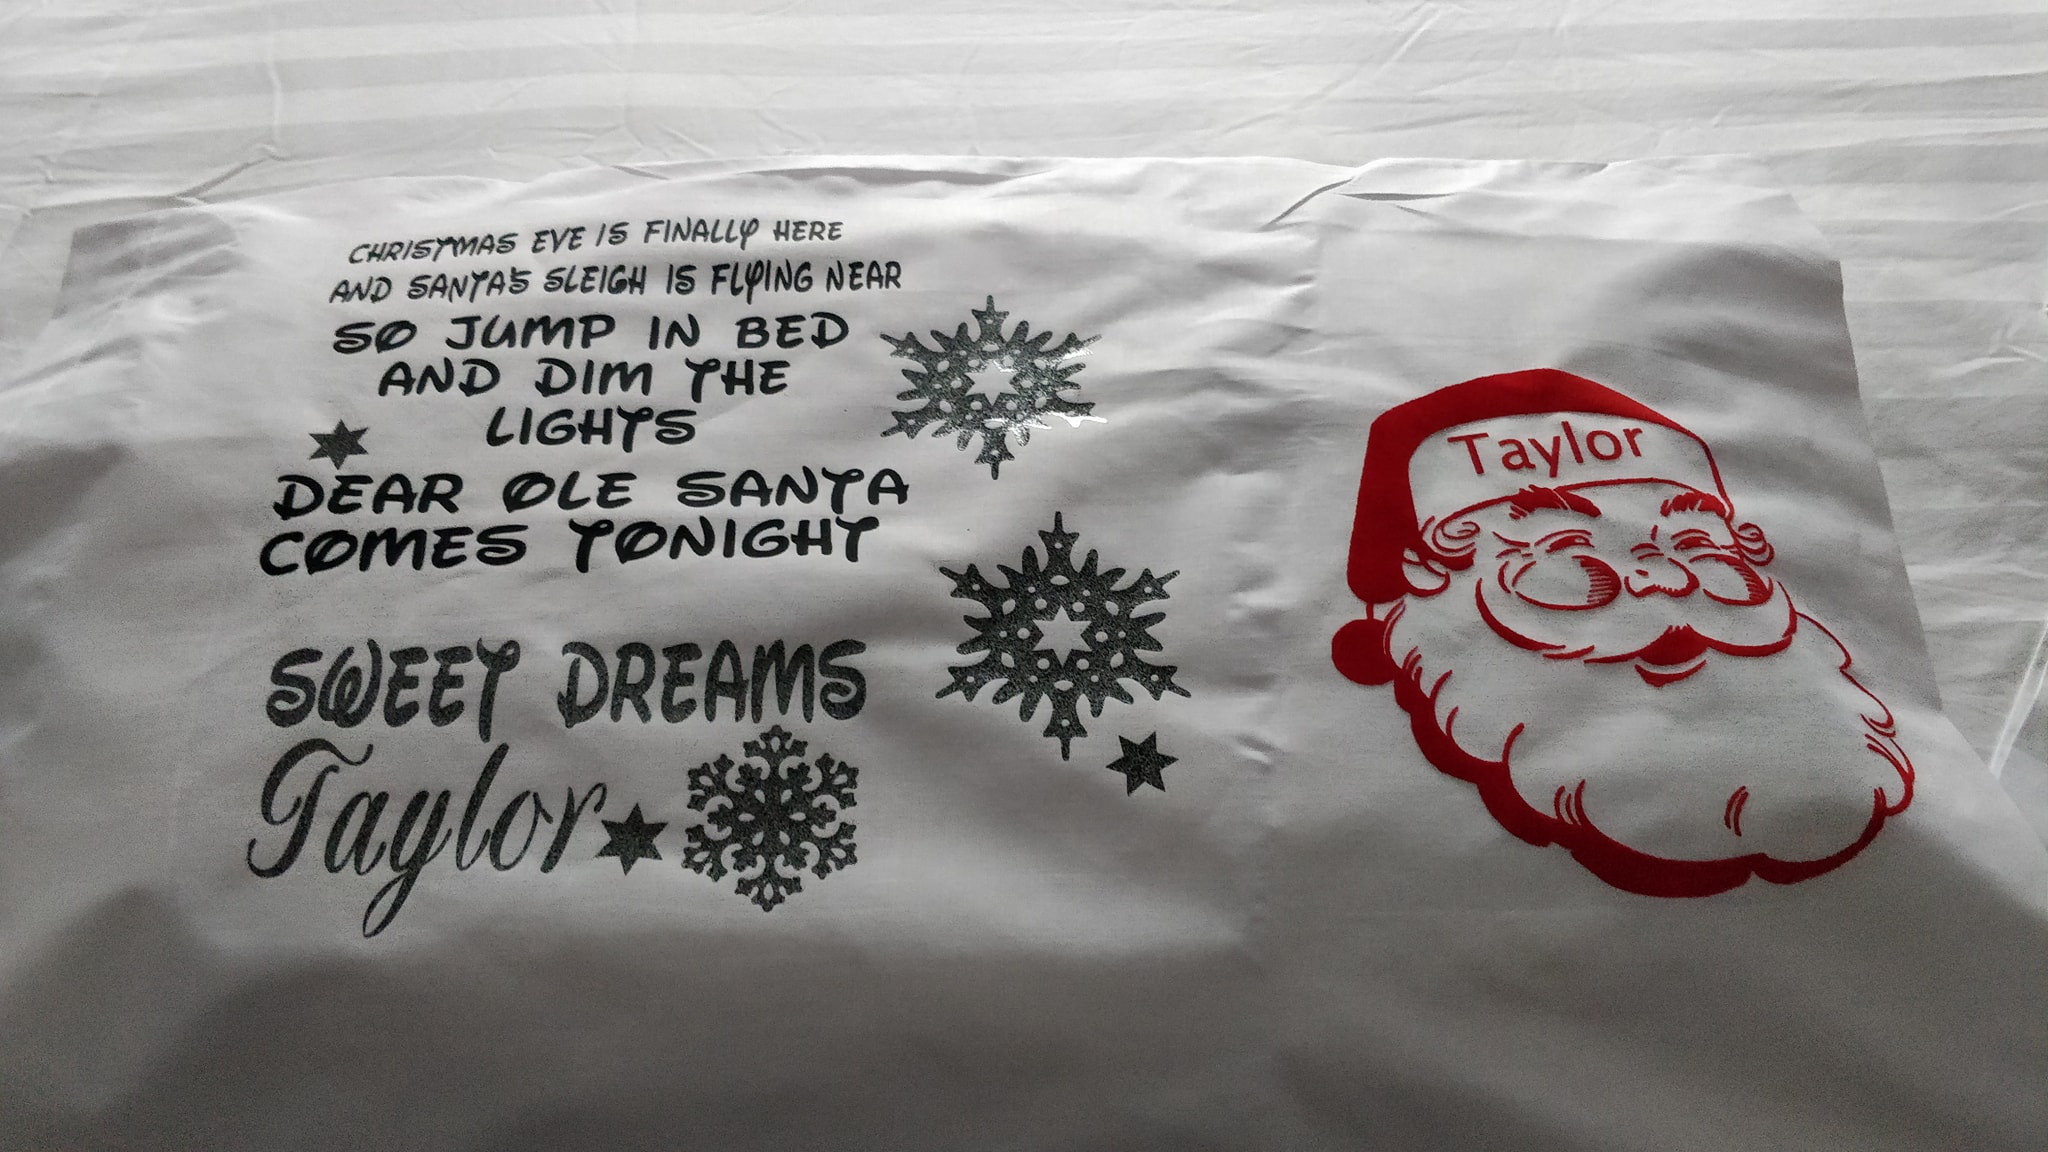 CHRISTMAS EVE IS FINALLY HERE
AND SANTA'S SLEIGH IS FLYING NEAR
SO JUMP IN BED
AND DIM THE
LIGHTS
DEAR OLE SANTA
COMES TONIGHT
SWEET DREAMS
Taylor
Taylor